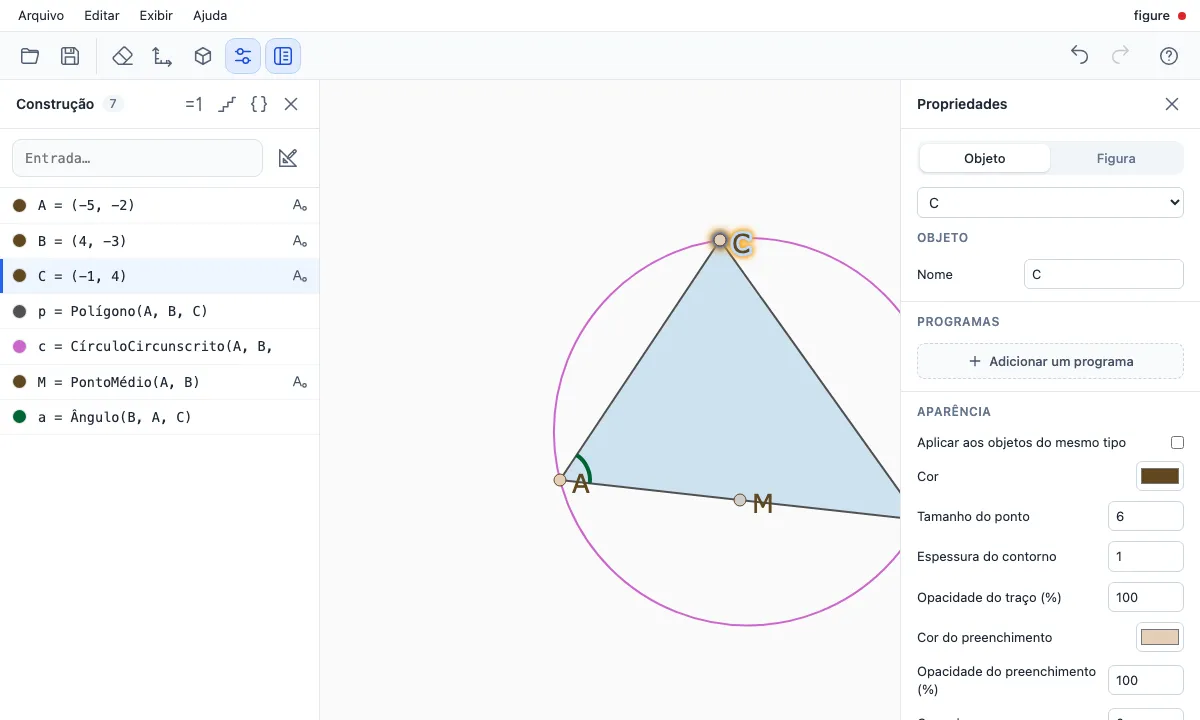 Arquivo Editar Exibir Ajuda figure
Construção 7 =1 {}
Entrada…
A = (−5, −2)
B = (4, −3)
C = (−1, 4)
p = Polígono(A, B, C)
c = CírculoCircunscrito(A, B,
M = PontoMédio(A, B)
a = Ângulo(B, A, C)
C
A
M
Propriedades
Objeto Figura
C
OBJETO
Nome C
PROGRAMAS
+ Adicionar um programa
APARÊNCIA
Aplicar aos objetos do mesmo tipo
Cor
Tamanho do ponto 6
Espessura do contorno 1
Opacidade do traço (%) 100
Cor do preenchimento
Opacidade do preenchimento
(%) 100